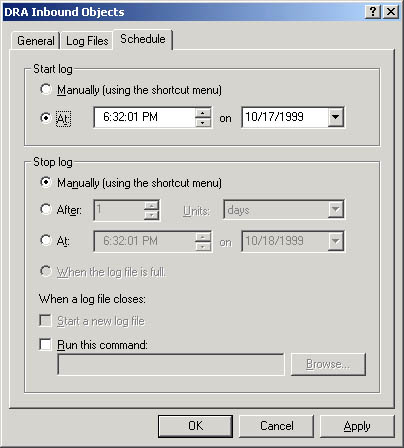 DRA Inbound Objects
General Log Files Schedule
Start log
Manually (using the shortcut menu)
At: 6:32:01 PM on 10/17/1999
Stop log
Manually (using the shortcut menu)
After: 1 Units: days
At: 6:32:01 PM on 10/18/1999
When the log file is full.
When a log file closes:
Start a new log file
Run this command:
Browse...
OK Cancel Apply